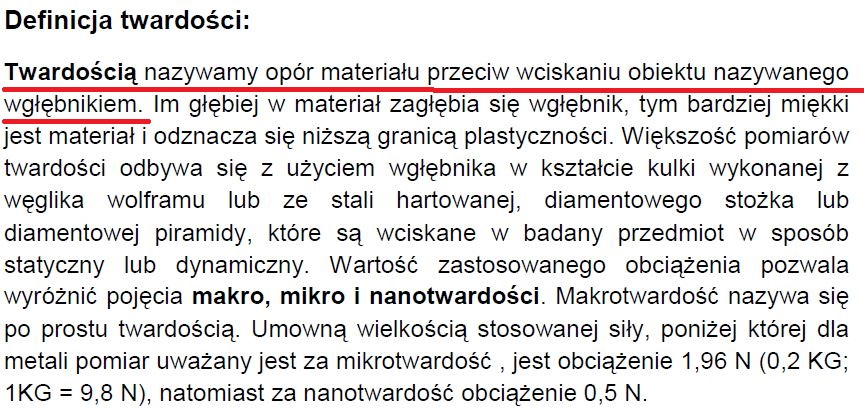 Definicja twardości:
Twardością nazywamy opór materiału przeciw wciskaniu obiektu nazywanego
wgłębnikiem. Im głębiej w materiał zagłębia się wgłębnik, tym bardziej miękki
jest materiał i odznacza się niższą granicą plastyczności. Większość pomiarów
twardości odbywa się z użyciem wgłębnika w kształcie kulki wykonanej z
węglika wolframu lub ze stali hartowanej, diamentowego stożka lub
diamentowej piramidy, które są wciskane w badany przedmiot w sposób
statyczny lub dynamiczny. Wartość zastosowanego obciążenia pozwala
wyróżnić pojęcia makro, mikro i nanotwardości. Makrotwardość nazywa się
po prostu twardością. Umowną wielkością stosowanej siły, poniżej której dla
metali pomiar uważany jest za mikrotwardość , jest obciążenie 1,96 N (0,2 KG;
1KG = 9,8 N), natomiast za nanotwardość obciążenie 0,5 N.